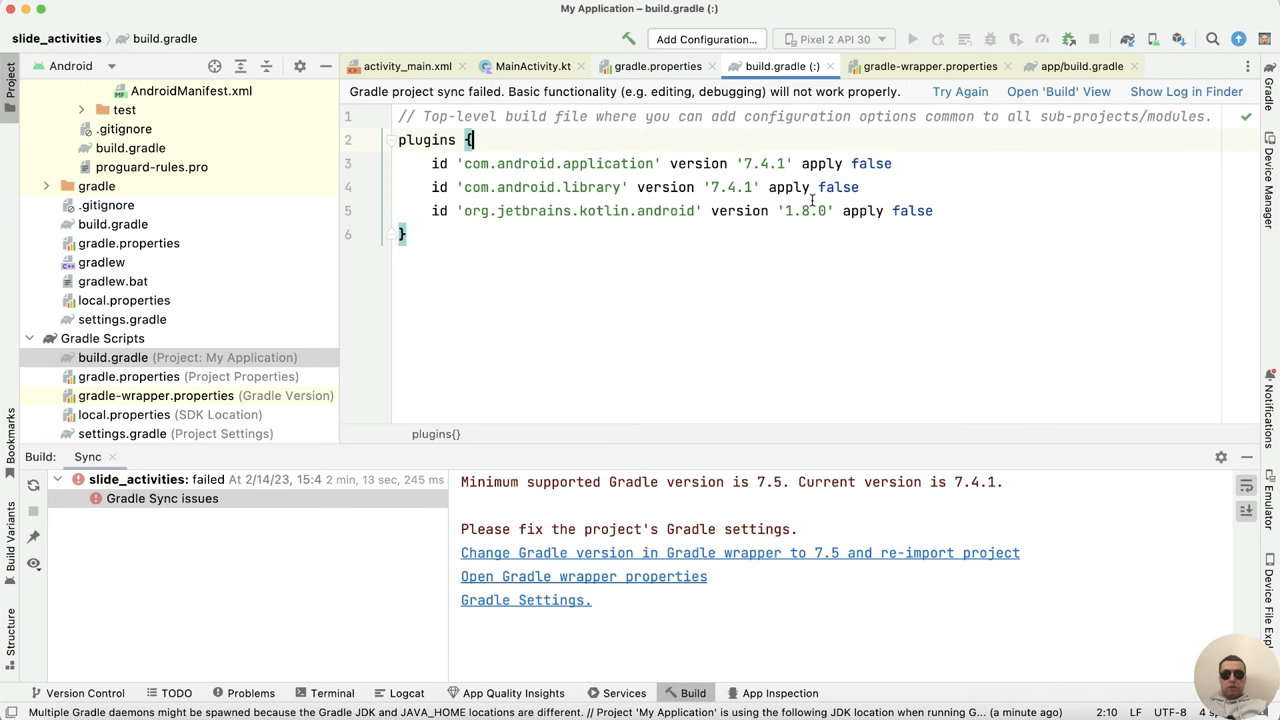 My Application – build.gradle (:)
slide_activities
build.gradle
Add Configuration...
Pixel 2 API 30
Android
activity_main.xml
MainActivity.kt
gradle.properties
build.gradle (:)
gradle-wrapper.properties
app/build.gradle
Gradle project sync failed. Basic functionality (e.g. editing, debugging) will not work properly.
Try Again
Open 'Build' View
Show Log in Finder
AndroidManifest.xml
test
.gitignore
build.gradle
proguard-rules.pro
gradle
.gitignore
build.gradle
gradle.properties
gradlew
gradlew.bat
local.properties
settings.gradle
Gradle Scripts
build.gradle (Project: My Application)
gradle.properties (Project Properties)
gradle-wrapper.properties (Gradle Version)
local.properties (SDK Location)
settings.gradle (Project Settings)
1 // Top-level build file where you can add configuration options common to all sub-projects/modules.
2 plugins {
3 id 'com.android.application' version '7.4.1' apply false
4 id 'com.android.library' version '7.4.1' apply false
5 id 'org.jetbrains.kotlin.android' version '1.8.0' apply false
6 }
plugins{}
Project
Bookmarks
Build Variants
Structure
Gradle
Device Manager
Notifications
Emulator
Device File Expl
Build:
Sync
slide_activities: failed At 2/14/23, 15:4 2 min, 13 sec, 245 ms
Gradle Sync issues
Minimum supported Gradle version is 7.5. Current version is 7.4.1.
Please fix the project's Gradle settings.
Change Gradle version in Gradle wrapper to 7.5 and re-import project
Open Gradle wrapper properties
Gradle Settings.
Version Control
TODO
Problems
Terminal
Logcat
App Quality Insights
Services
Build
App Inspection
Multiple Gradle daemons might be spawned because the Gradle JDK and JAVA_HOME locations are different. // Project 'My Application' is using the following JDK location when running G... (a minute ago)
2:10
LF
UTF-8